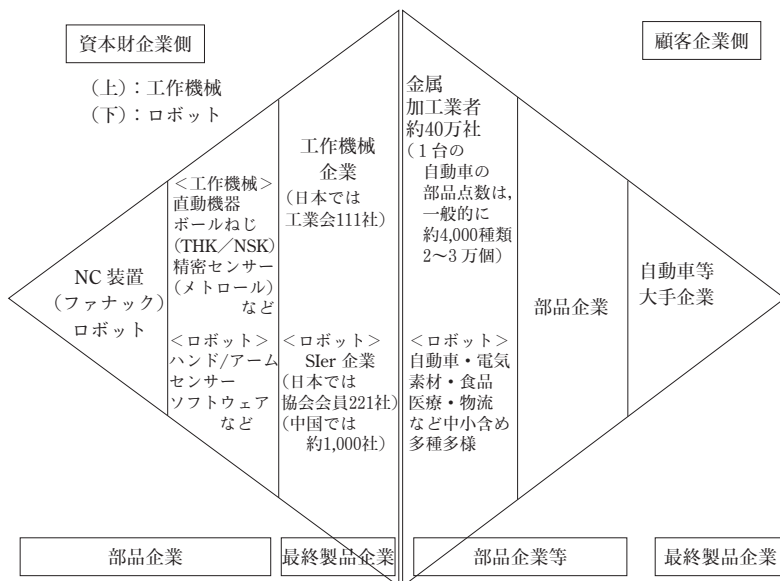 資本財企業側
(上)：工作機械
(下)：ロボット
顧客企業側
NC 装置
(ファナック)
ロボット
<工作機械>
直動機器
ボールねじ
(THK／NSK)
精密センサー
(メトロール)
など
<ロボット>
ハンド/アーム
センサー
ソフトウェア
など
工作機械
企業
(日本では
工業会111社)
<ロボット>
SIer 企業
(日本では
協会会員221社)
(中国では
約1,000社)
金属
加工業者
約40万社
(1台の
自動車の
部品点数は,
一般的に
約4,000種類
2～3万個)
<ロボット>
自動車・電気
素材・食品
医療・物流
など中小含め
多種多様
部品企業
自動車等
大手企業
部品企業
最終製品企業
部品企業等
最終製品企業